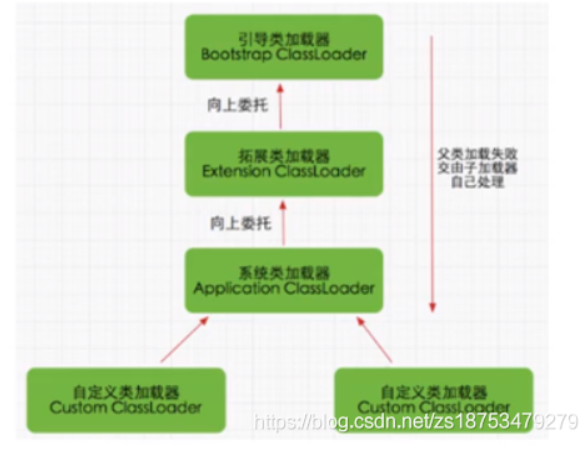 引导类加载器
Bootstrap ClassLoader
向上委托
拓展类加载器
Extension ClassLoader
父类加载失败
交由子加载器
自己处理
向上委托
系统类加载器
Application ClassLoader
自定义类加载器
Custom ClassLoader
自定义类加载器
Custom ClassLoader
https://blog.csdn.net/zs18753479279